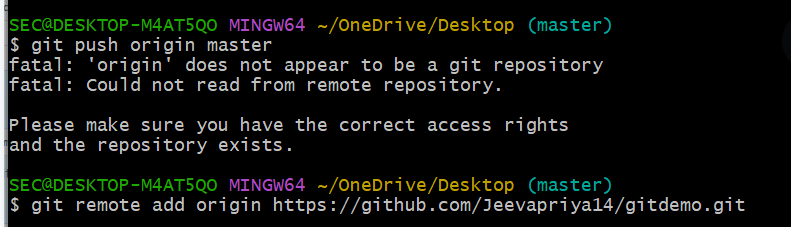 SEC@DESKTOP-M4AT5QO MINGW64 ~/OneDrive/Desktop (master)
$ git push origin master
fatal: 'origin' does not appear to be a git repository
fatal: Could not read from remote repository.
Please make sure you have the correct access rights
and the repository exists.
SEC@DESKTOP-M4AT5QO MINGW64 ~/OneDrive/Desktop (master)
$ git remote add origin https://github.com/Jeevapriya14/gitdemo.git